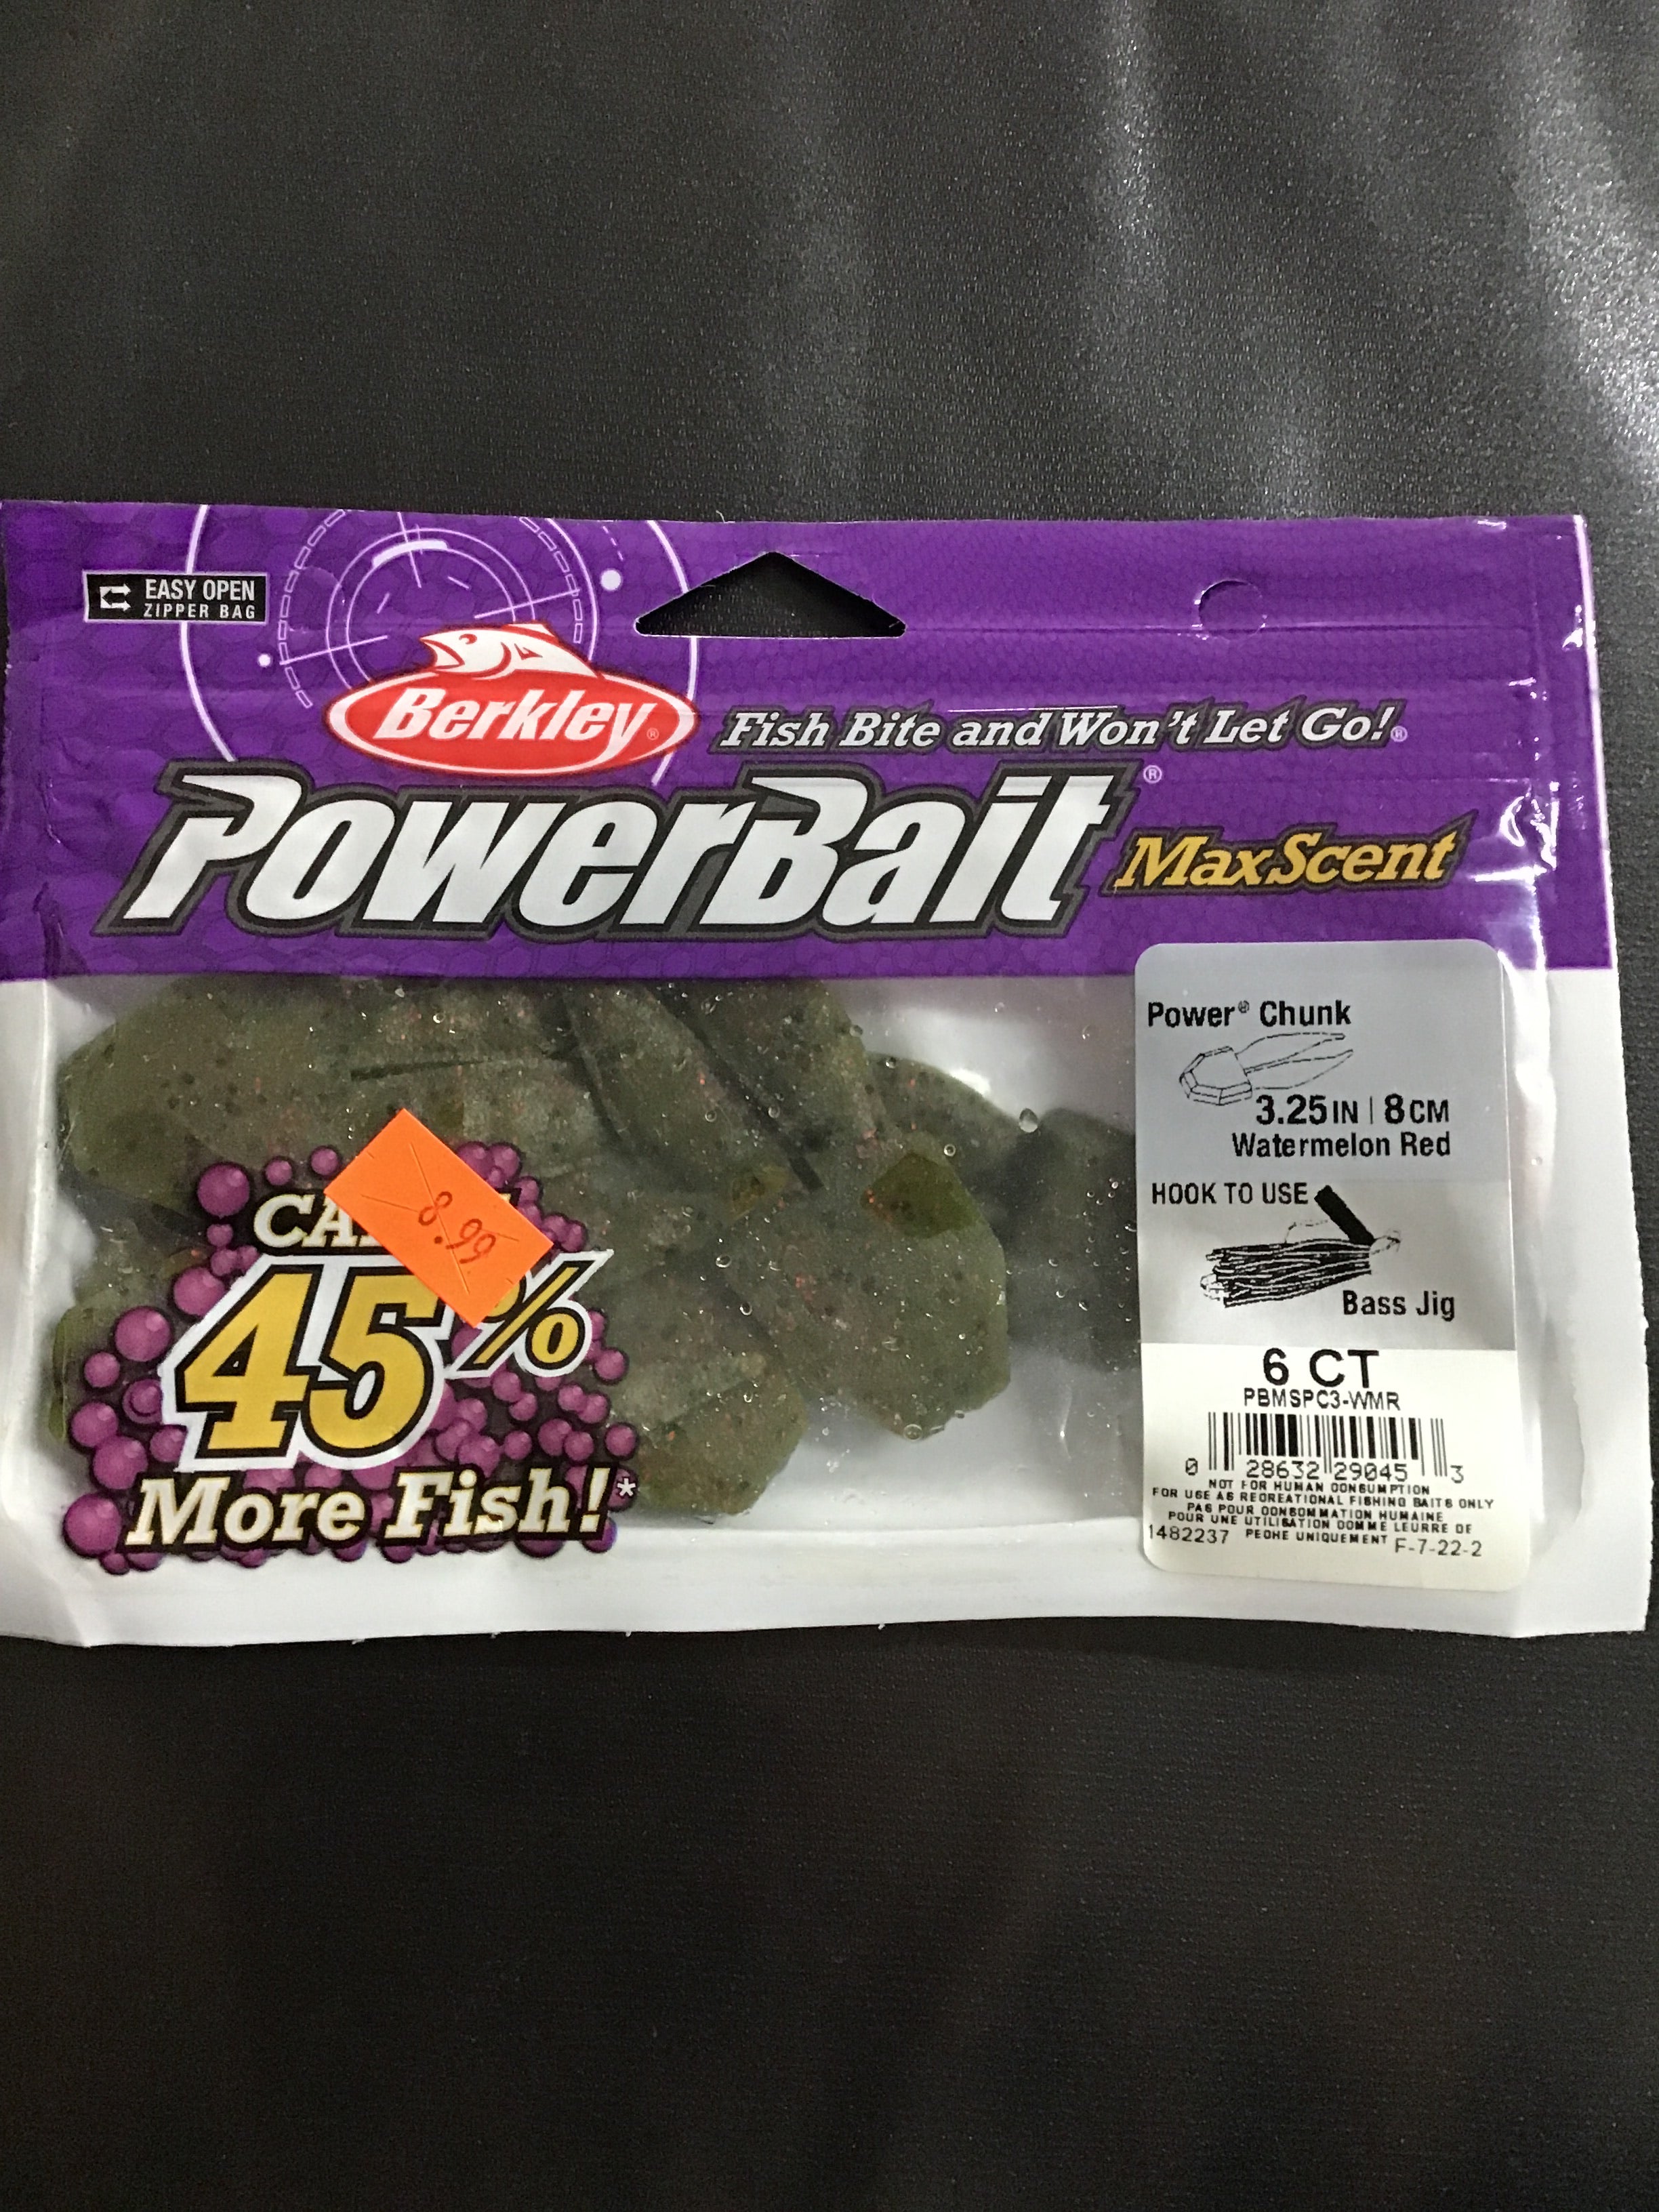 EASY OPEN
ZIPPER BAG
Berkley®
Fish Bite and Won't Let Go!®
PowerBait®
MaxScent
Power® Chunk
3.25IN | 8CM
Watermelon Red
HOOK TO USE
Bass Jig
8.99
45%
More Fish!*
6 CT
PBMSPC3-WMR
0 28632 29045 3
NOT FOR HUMAN CONSUMPTION
FOR USE AS RECREATIONAL FISHING BAITS ONLY
PAS POUR CONSOMMATION HUMAINE
POUR UNE UTILISATION COMME LEURRE DE
1482237 PECHE UNIQUEMENT F-7-22-2